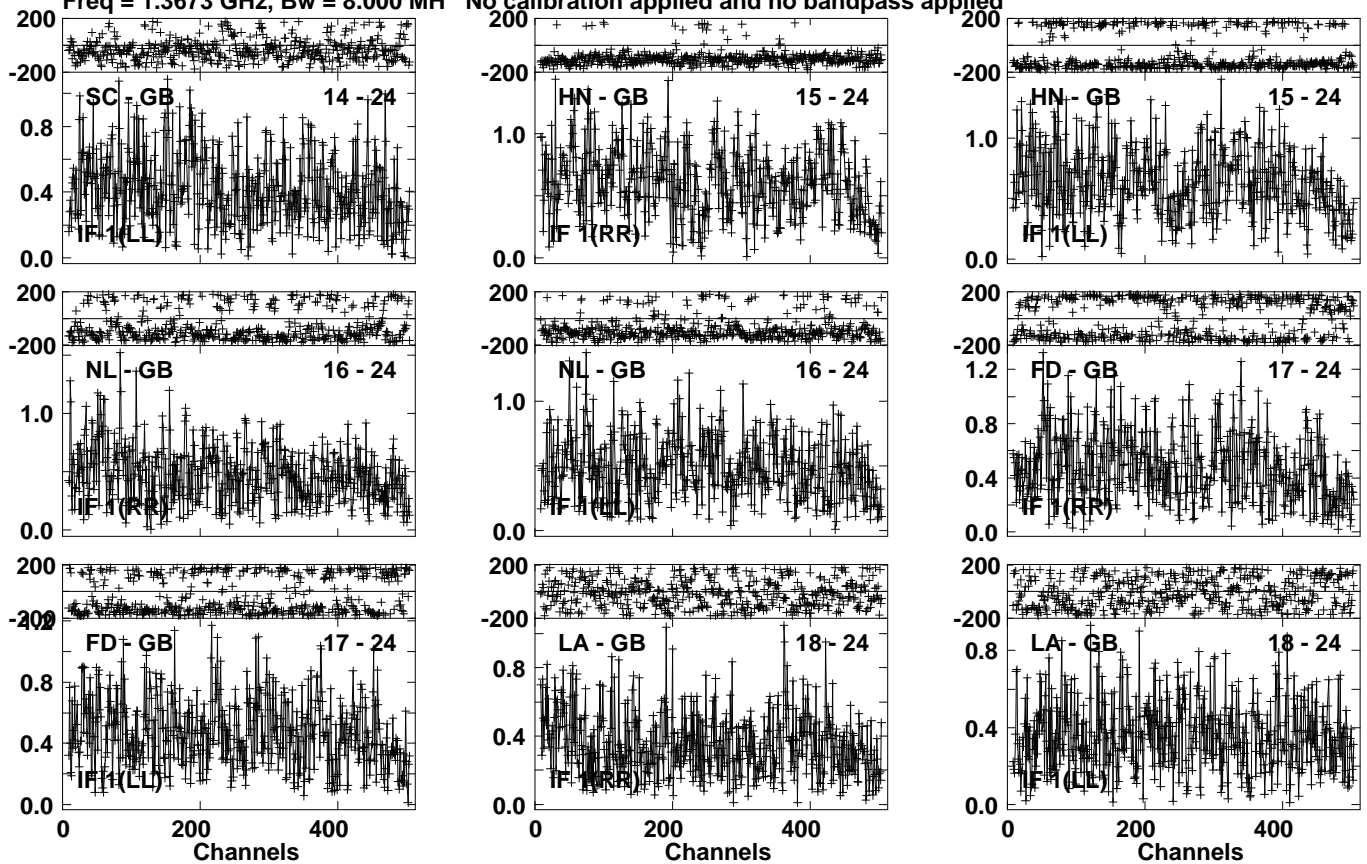 Freq = 1.3673 GHz, Bw = 8.000 MH No calibration applied and no bandpass applied
200
-200
SC - GB 14 - 24
0.8
0.4
IF 1(LL)
0.0
200
-200
HN - GB 15 - 24
1.0
IF 1(RR)
0.0
200
-200
HN - GB 15 - 24
1.0
IF 1(LL)
0.0
200
-200
NL - GB 16 - 24
1.0
IF 1(RR)
0.0
200
-200
NL - GB 16 - 24
1.0
IF 1(LL)
0.0
200
-200
FD - GB 17 - 24
1.2
0.8
0.4
IF 1(RR)
0.0
200
-200
1.2
FD - GB 17 - 24
0.8
0.4
IF 1(LL)
0.0
0 200 400
Channels
200
-200
LA - GB 18 - 24
0.8
0.4
IF 1(RR)
0.0
0 200 400
Channels
200
-200
LA - GB 18 - 24
0.8
0.4
IF 1(LL)
0.0
0 200 400
Channels